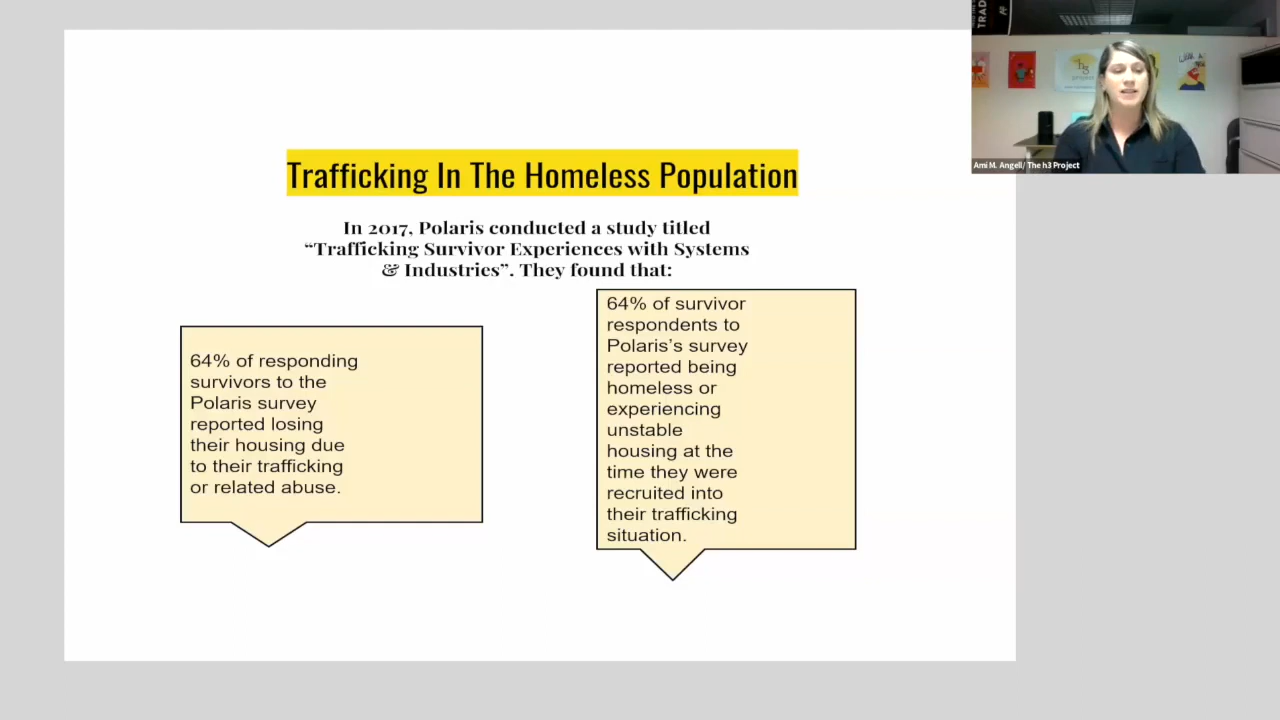 Trafficking In The Homeless Population
In 2017, Polaris conducted a study titled
“Trafficking Survivor Experiences with Systems
& Industries”. They found that:
64% of responding
survivors to the
Polaris survey
reported losing
their housing due
to their trafficking
or related abuse.
64% of survivor
respondents to
Polaris’s survey
reported being
homeless or
experiencing
unstable
housing at the
time they were
recruited into
their trafficking
situation.
TRAD
h3
project
Ami M. Angell/ The h3 Project